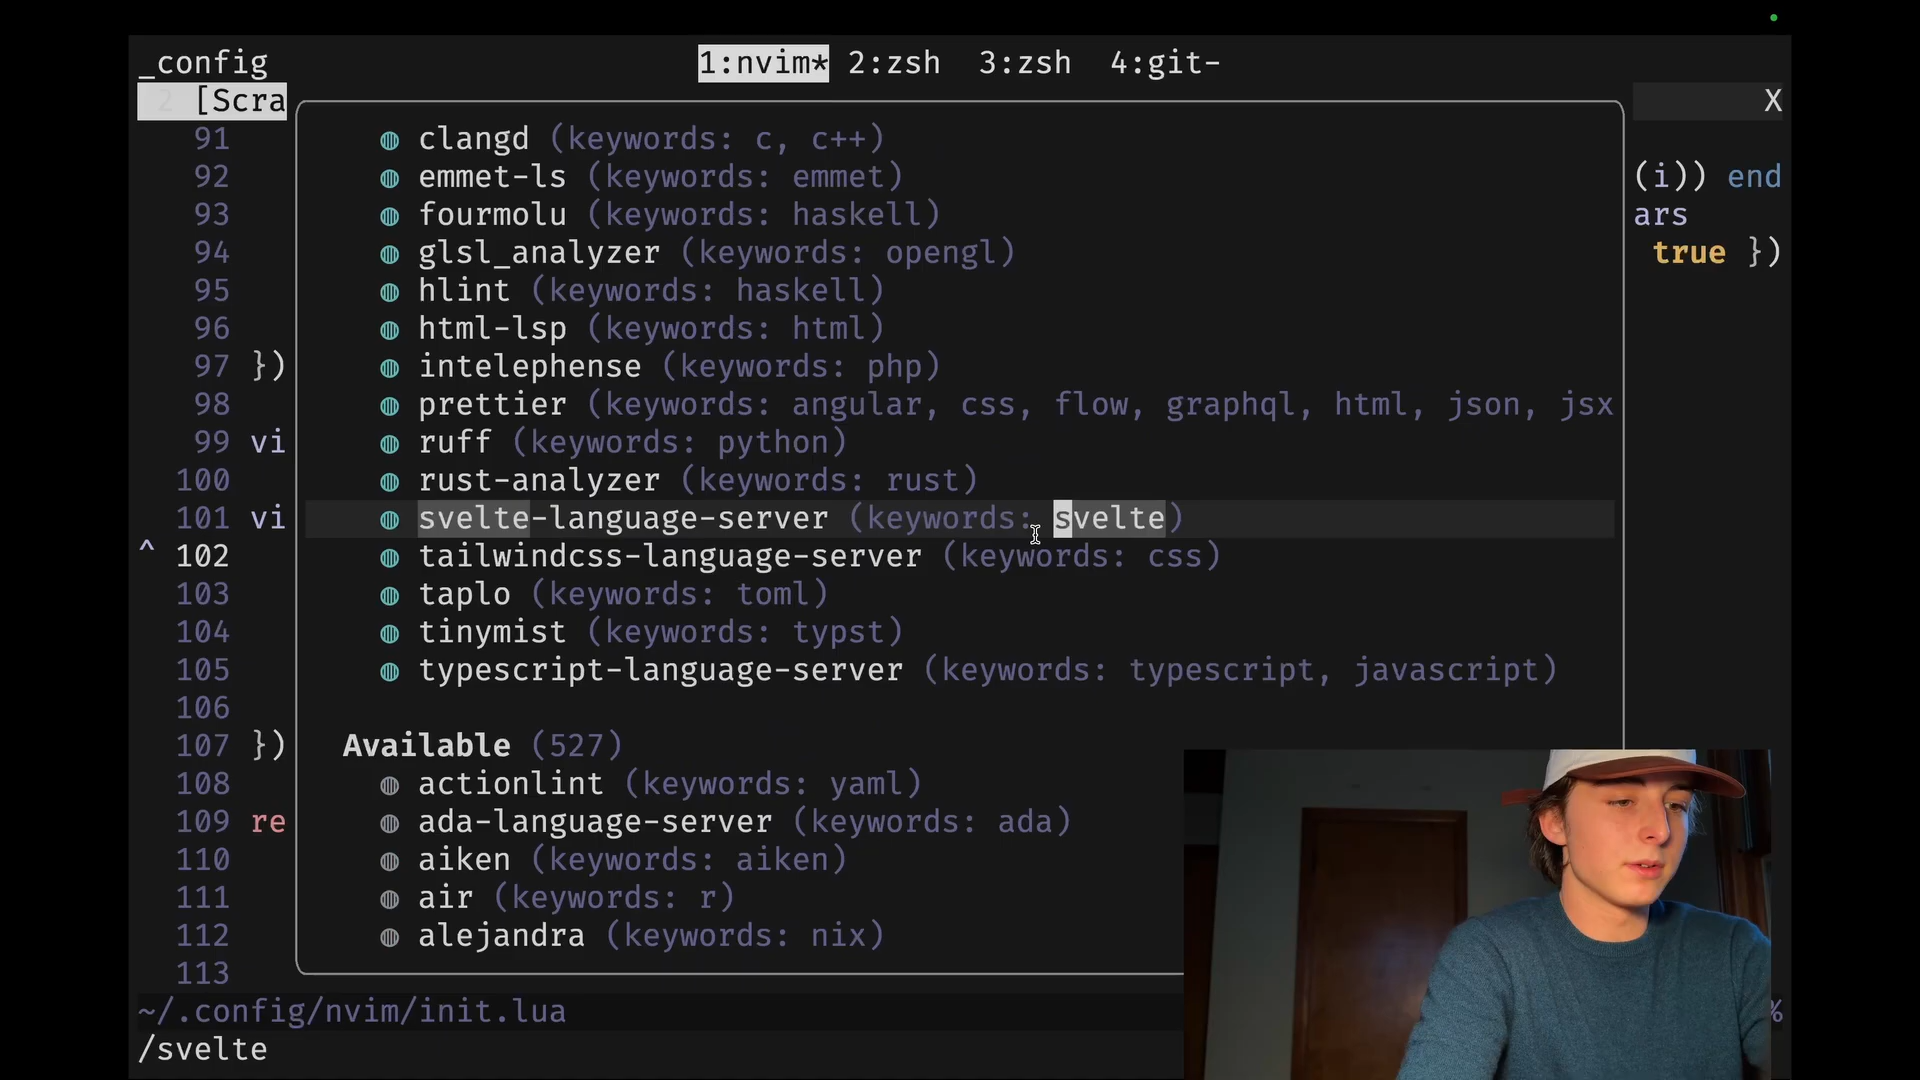 _config 1:nvim* 2:zsh 3:zsh 4:git-
2 [Scra X
91 clangd (keywords: c, c++)
92 emmet-ls (keywords: emmet) (i)) end
93 fourmolu (keywords: haskell) ars
94 glsl_analyzer (keywords: opengl) true })
95 hlint (keywords: haskell)
96 html-lsp (keywords: html)
97 }) intelephense (keywords: php)
98 prettier (keywords: angular, css, flow, graphql, html, json, jsx
99 vi ruff (keywords: python)
100 rust-analyzer (keywords: rust)
101 vi svelte-language-server (keywords: svelte)
^ 102 tailwindcss-language-server (keywords: css)
103 taplo (keywords: toml)
104 tinymist (keywords: typst)
105 typescript-language-server (keywords: typescript, javascript)
106
107 }) Available (527)
108 actionlint (keywords: yaml)
109 re ada-language-server (keywords: ada)
110 aiken (keywords: aiken)
111 air (keywords: r)
112 alejandra (keywords: nix)
113
~/.config/nvim/init.lua %
/svelte